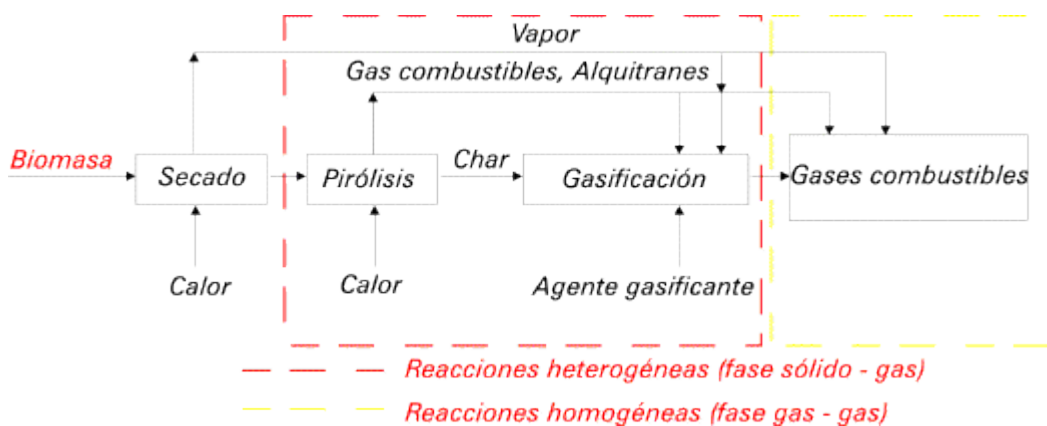 Vapor
Gas combustibles, Alquitranes
Biomasa
Secado
Pirólisis
Char
Gasificación
Gases combustibles
Calor
Calor
Agente gasificante
Reacciones heterogéneas (fase sólido - gas)
Reacciones homogéneas (fase gas - gas)